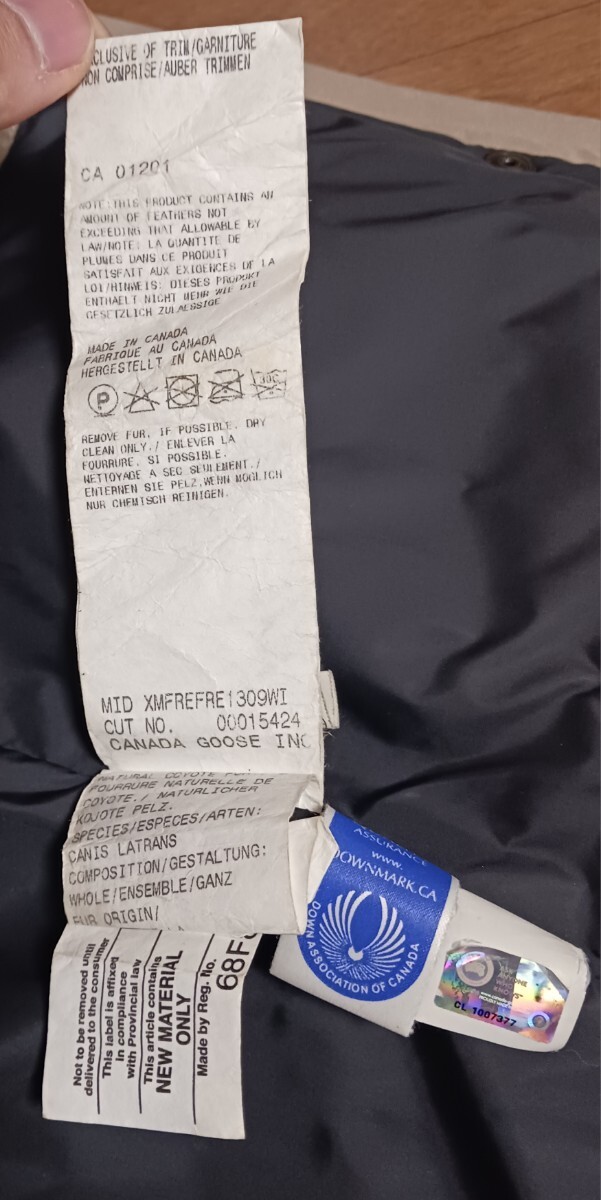 OF TRIM/GARNITURE
NON COMPRISE/AUBER TRIMMEN
CA 01201
NOTE:THIS PRODUCT CONTAINS AN
AMOUNT OF FEATHERS NOT
EXCEEDING THAT ALLOWABLE BY
LAW/NOTE: LA QUANTITE DE
PLUMES DANS CE PRODUIT
SATISFAIT AUX EXIGENCES DE LA
LOI/HINWEIS: DIESES PRODUKT
ENTHAELT NICHT MEHR WIE DIE
GESETZLICH ZULAESSIGE
MADE IN CANADA
FABRIQUE AU CANADA
HERGESTELLT IN CANADA
P
30C
REMOVE FUR, IF POSSIBLE. DRY
CLEAN ONLY./ ENLEVER LA
FOURRURE, SI POSSIBLE.
NETTOYAGE A SEC SEULEMENT./
ENTERNEN SIE PELZ,WENN MOGLICH
NUR CHEMISCH REINIGEN.
MID XMFREFRE1309WI
CUT NO. 00015424
CANADA GOOSE INC
NATURAL COYOTE
FOURRURE NATURELLE DE
COYOTE./ NATURLICHER
KOJOTE PELZ.
SPECIES/ESPECES/ARTEN:
CANIS LATRANS
COMPOSITION/GESTALTUNG:
WHOLE/ENSEMBLE/GANZ
FUR ORIGIN/
Not to be removed until
delivered to the consumer
This label is affixed
in compliance
with Provincial law
This article contains
NEW MATERIAL
ONLY
Made by Reg. No.
68F
ASSURANCE
www.
DOWNMARK.CA
DOWN ASSOCIATION OF CANADA
CL 1007377